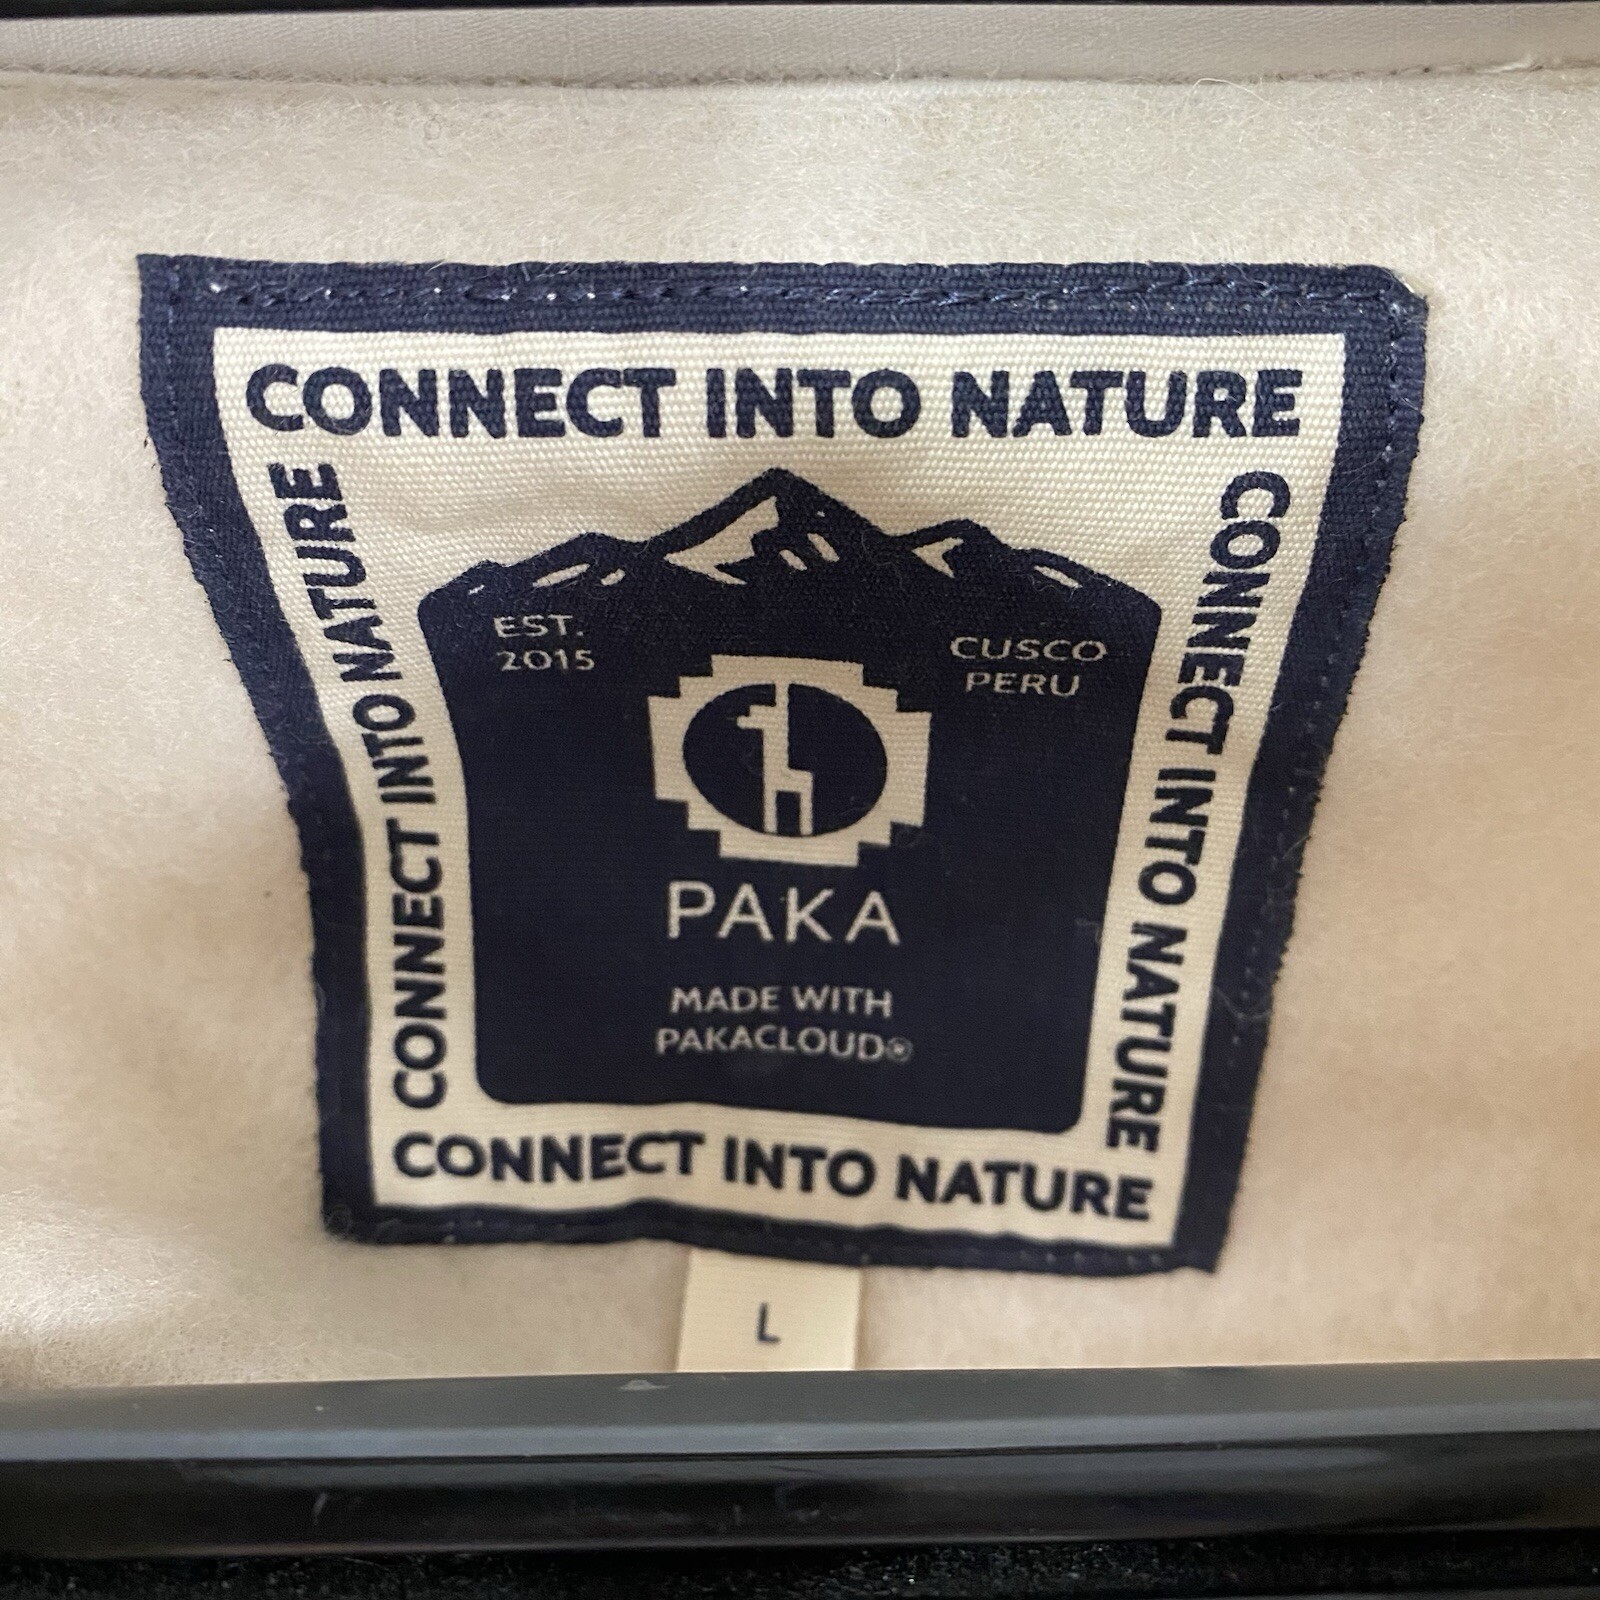 CONNECT INTO NATURE
CONNECT INTO NATURE
CONNECT INTO NATURE
EST.
2015
CUSCO
PERU
PAKA
MADE WITH
PAKACLOUD®
CONNECT INTO NATURE
L